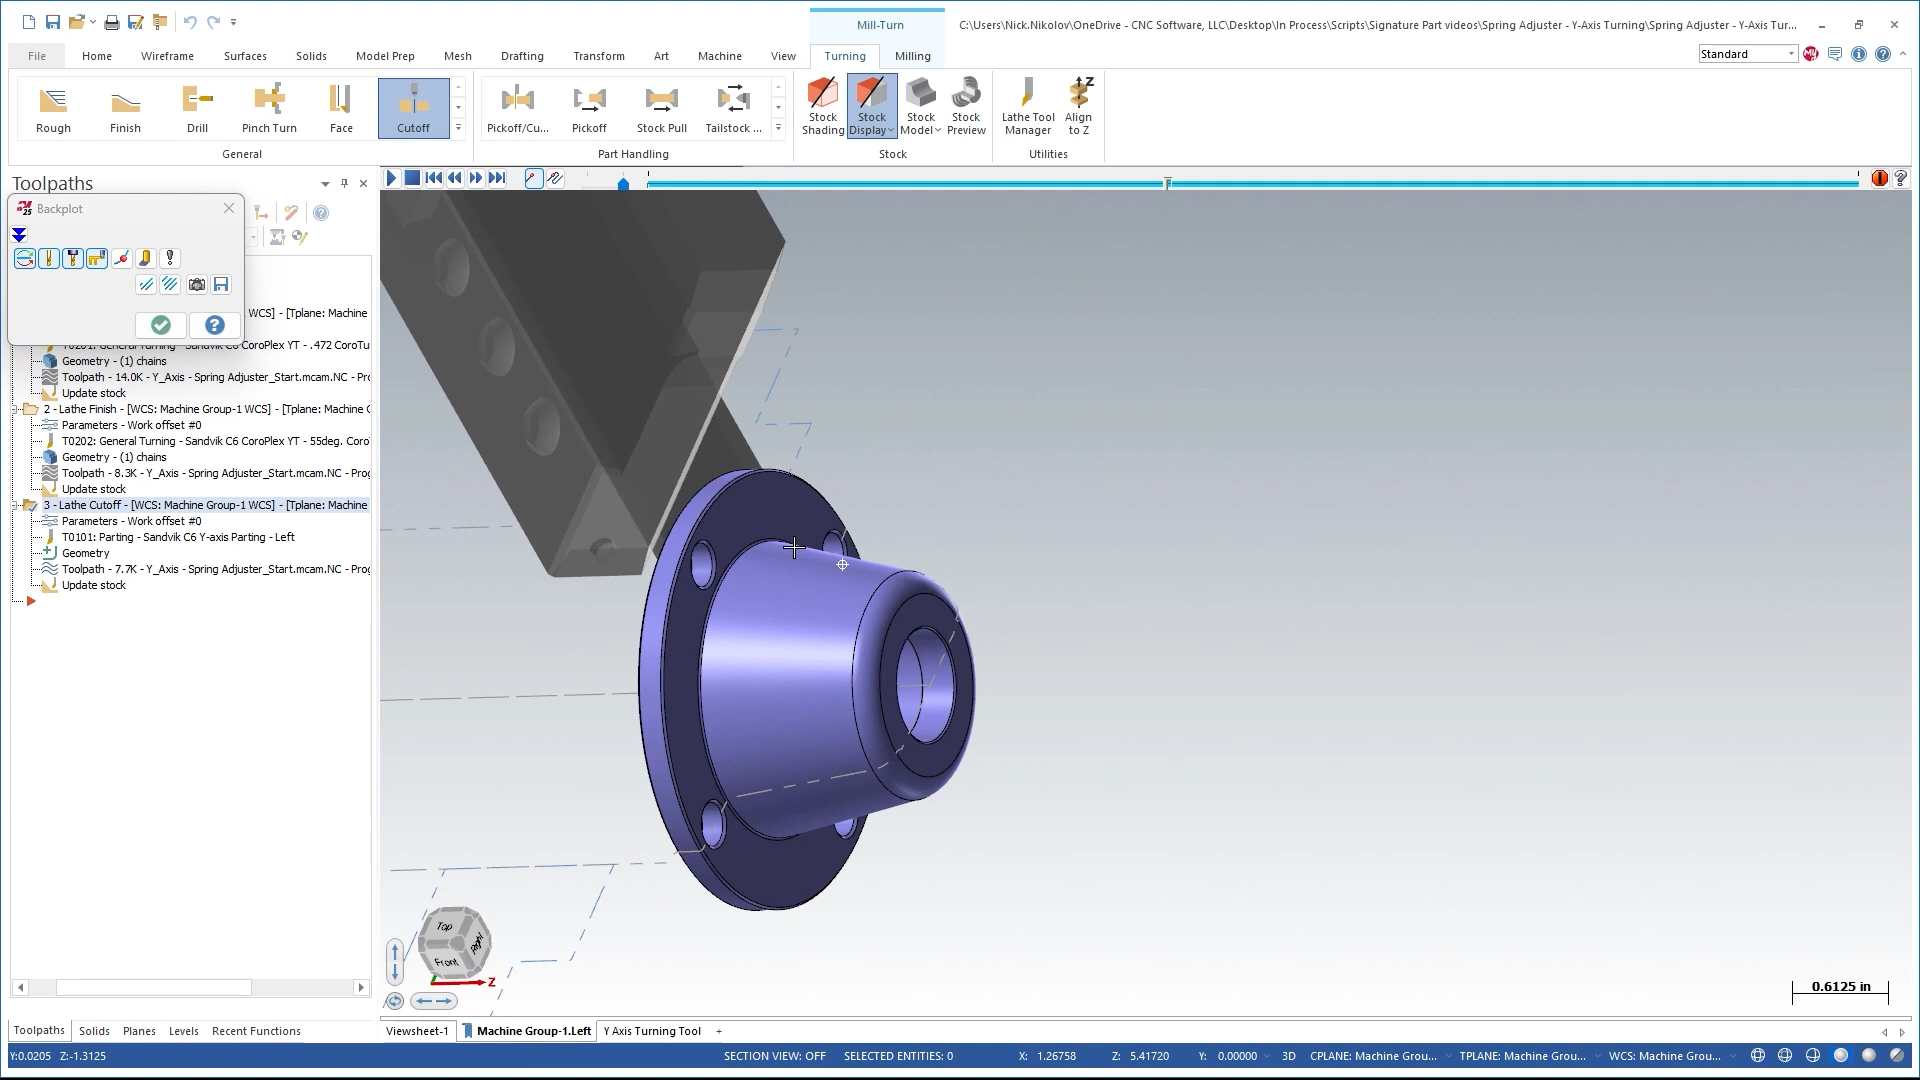 Mill-Turn
C:\Users\Nick.Nikolov\OneDrive - CNC Software, LLC\Desktop\In Process\Scripts\Signature Part videos\Spring Adjuster - Y-Axis Turning\Spring Adjuster - Y-Axis Tur...
File Home Wireframe Surfaces Solids Model Prep Mesh Drafting Transform Art Machine View Turning Milling
Standard
Rough Finish Drill Pinch Turn Face Cutoff
Pickoff/Cu... Pickoff Stock Pull Tailstock ...
Stock Shading
Stock Display
Stock Model
Stock Preview
Lathe Tool Manager
Align to Z
General
Part Handling
Stock
Utilities
Toolpaths
Backplot
WCS] - [Tplane: Machine
T0201: General Turning - Sandvik C6 CoroPlex YT - .472 CoroTu
Geometry - (1) chains
Toolpath - 14.0K - Y_Axis - Spring Adjuster_Start.mcam.NC - Pro
Update stock
2 - Lathe Finish - [WCS: Machine Group-1 WCS] - [Tplane: Machine G
Parameters - Work offset #0
T0202: General Turning - Sandvik C6 CoroPlex YT - 55deg. Coro
Geometry - (1) chains
Toolpath - 8.3K - Y_Axis - Spring Adjuster_Start.mcam.NC - Prog
Update stock
3 - Lathe Cutoff - [WCS: Machine Group-1 WCS] - [Tplane: Machine
Parameters - Work offset #0
T0101: Parting - Sandvik C6 Y-axis Parting - Left
Geometry
Toolpath - 7.7K - Y_Axis - Spring Adjuster_Start.mcam.NC - Prog
Update stock
Top
Front
Right
Z
0.6125 in
Toolpaths Solids Planes Levels Recent Functions
Viewsheet-1 Machine Group-1.Left Y Axis Turning Tool +
Y:0.0205 Z:-1.3125
SECTION VIEW: OFF SELECTED ENTITIES: 0 X: 1.26758 Z: 5.41720 Y: 0.00000 3D CPLANE: Machine Grou... TPLANE: Machine Grou... WCS: Machine Grou...